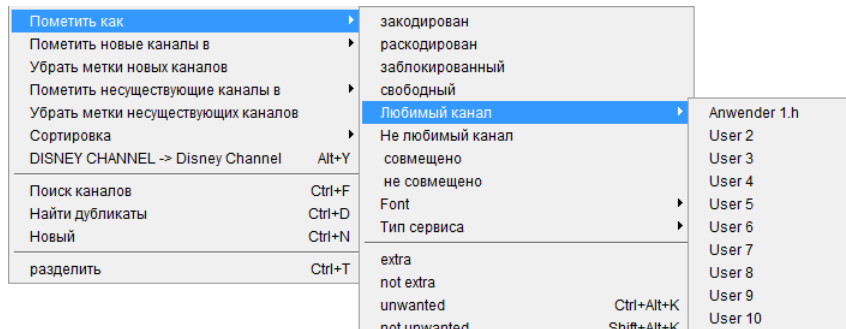 Пометить как
Пометить новые каналы в
Убрать метки новых каналов
Пометить несуществующие каналы в
Убрать метки несуществующих каналов
Сортировка
DISNEY CHANNEL -> Disney Channel Alt+Y
Поиск каналов Ctrl+F
Найти дубликаты Ctrl+D
Новый Ctrl+N
разделить Ctrl+T
закодирован
раскодирован
заблокированный
свободный
Любимый канал
Не любимый канал
совмещено
не совмещено
Font
Тип сервиса
extra
not extra
unwanted Ctrl+Alt+K
not unwanted Shift+Alt+K
Anwender 1.h
User 2
User 3
User 4
User 5
User 6
User 7
User 8
User 9
User 10